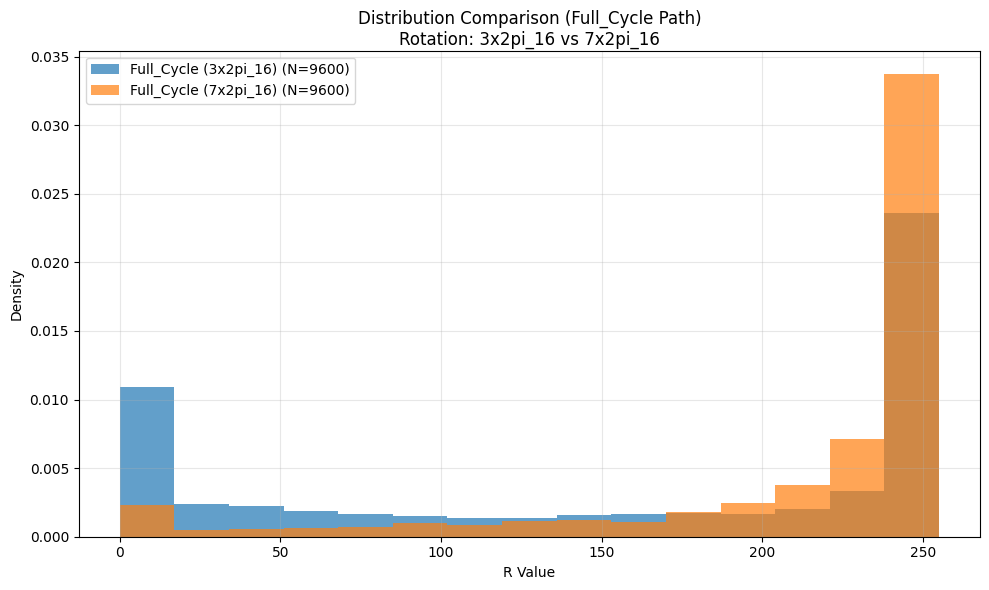 Distribution Comparison (Full_Cycle Path)
Rotation: 3x2pi_16 vs 7x2pi_16
Full_Cycle (3x2pi_16) (N=9600)
Full_Cycle (7x2pi_16) (N=9600)
Density
0.035
0.030
0.025
0.020
0.015
0.010
0.005
0.000
0 50 100 150 200 250
R Value